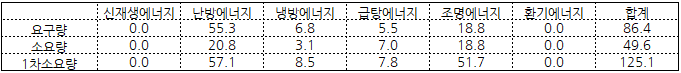 신재생에너지 난방에너지 냉방에너지 급탕에너지 조명에너지 환기에너지 합계
요구량 0.0 55.3 6.8 5.5 18.8 0.0 86.4
소요량 0.0 20.8 3.1 7.0 18.8 0.0 49.6
1차소요량 0.0 57.1 8.5 7.8 51.7 0.0 125.1